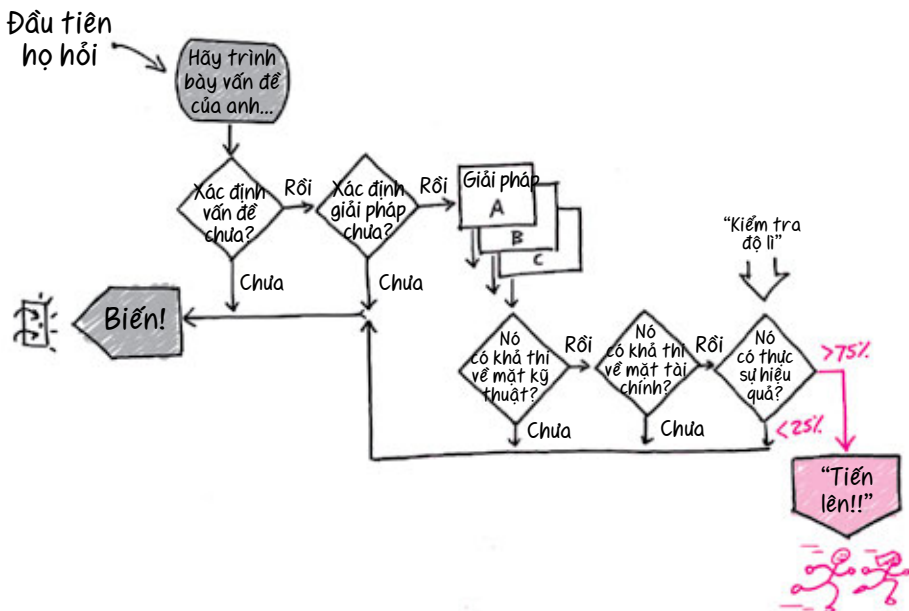 Đầu tiên
họ hỏi
Hãy trình
bày vấn đề
của anh...
Xác định
vấn đề
chưa?
Rồi
Xác định
giải pháp
chưa?
Rồi
Giải pháp
A
B
C
"Kiểm tra
độ lì"
Chưa
Chưa
Biến!
Nó
có khả thi
về mặt kỹ
thuật?
Rồi
Nó
có khả thi
về mặt tài
chính?
Rồi
Nó
có thực
sự hiệu
quả?
>75%
Chưa
Chưa
<25%
"Tiến
lên!!"